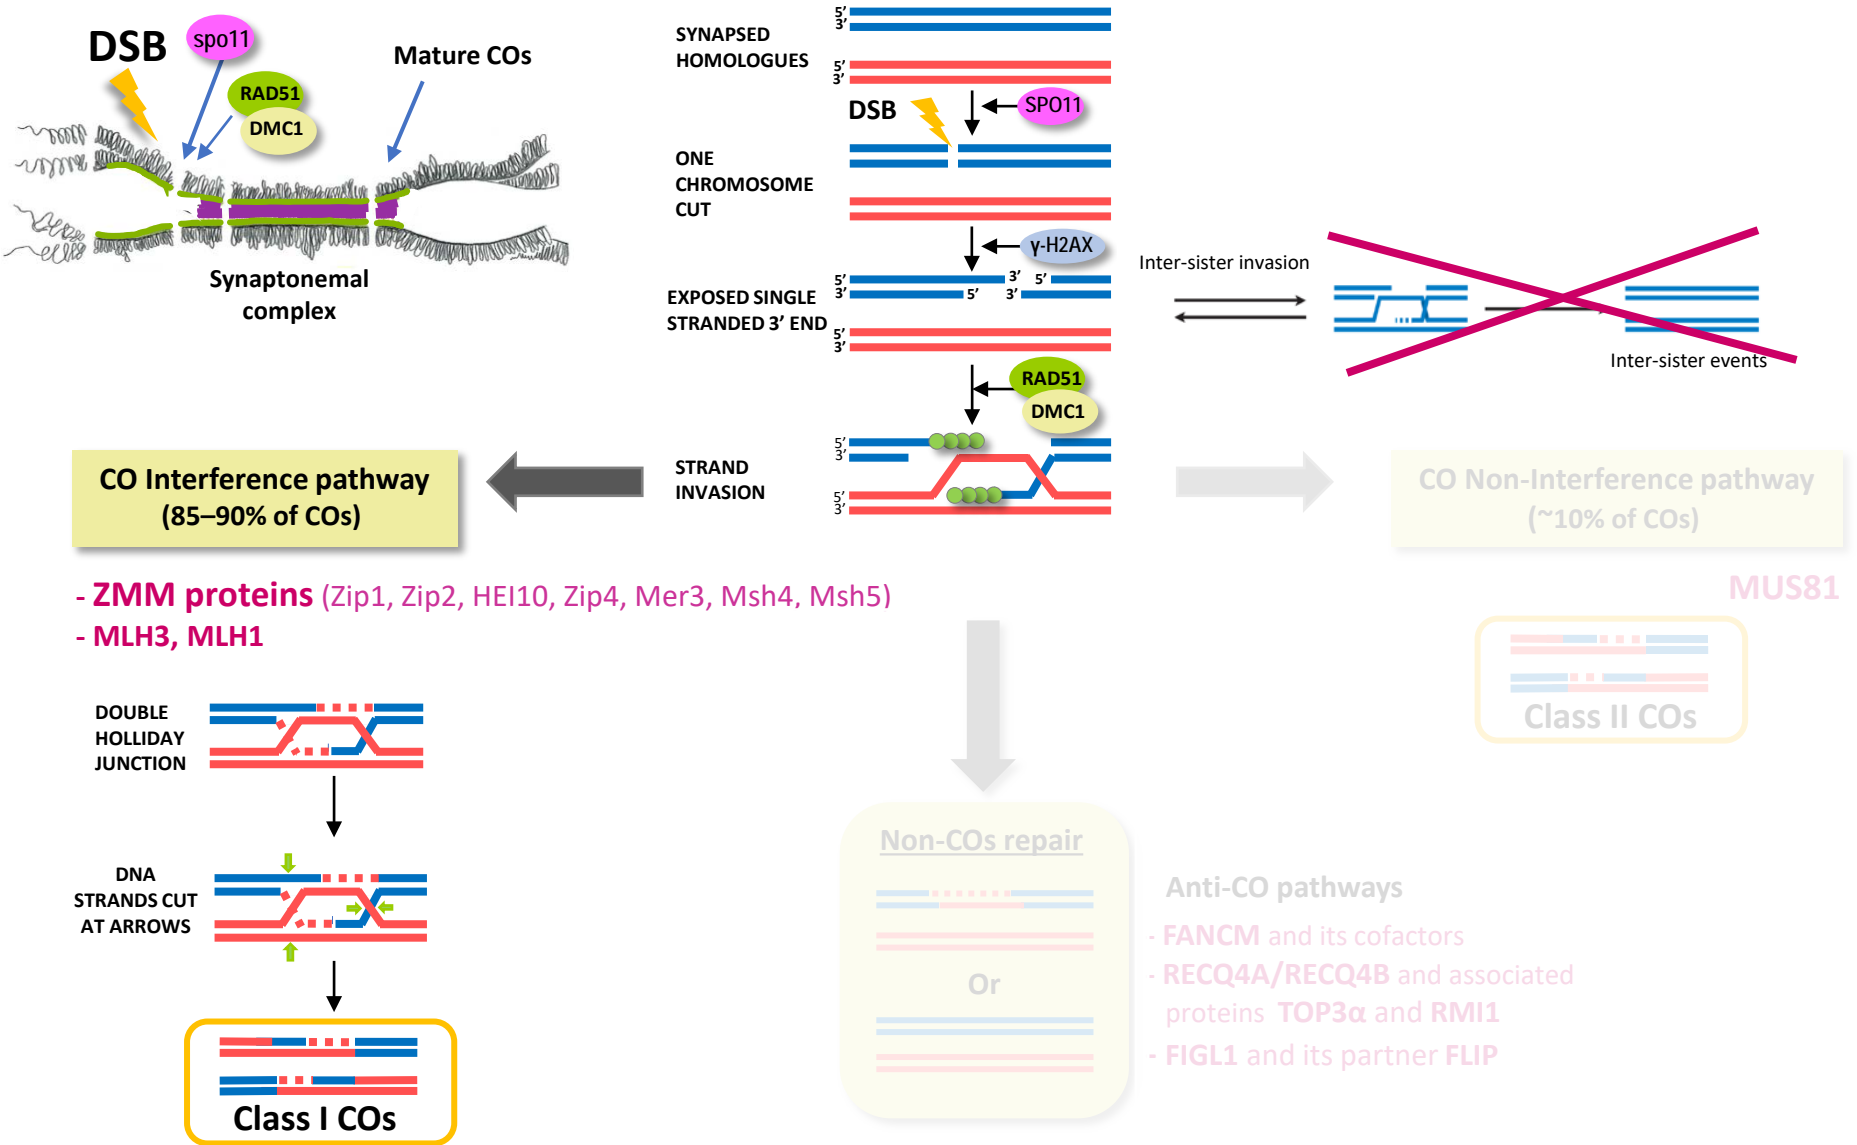 DSB
spo11
RAD51
DMC1
Mature COs
Synaptonemal
complex
SYNAPSED
HOMOLOGUES
5'
3'
5'
3'
DSB
SPO11
ONE
CHROMOSOME
CUT
γ-H2AX
EXPOSED SINGLE
STRANDED 3' END
5'
3'
3'
5'
5'
3'
5'
3'
Inter-sister invasion
Inter-sister events
RAD51
DMC1
STRAND
INVASION
5'
3'
5'
3'
CO Interference pathway
(85–90% of COs)
CO Non-Interference pathway
(~10% of COs)
- ZMM proteins (Zip1, Zip2, HEI10, Zip4, Mer3, Msh4, Msh5)
- MLH3, MLH1
MUS81
Class II COs
DOUBLE
HOLLIDAY
JUNCTION
DNA
STRANDS CUT
AT ARROWS
Class I COs
Non-COs repair
Or
Anti-CO pathways
- FANCM and its cofactors
- RECQ4A/RECQ4B and associated
proteins TOP3α and RMI1
- FIGL1 and its partner FLIP